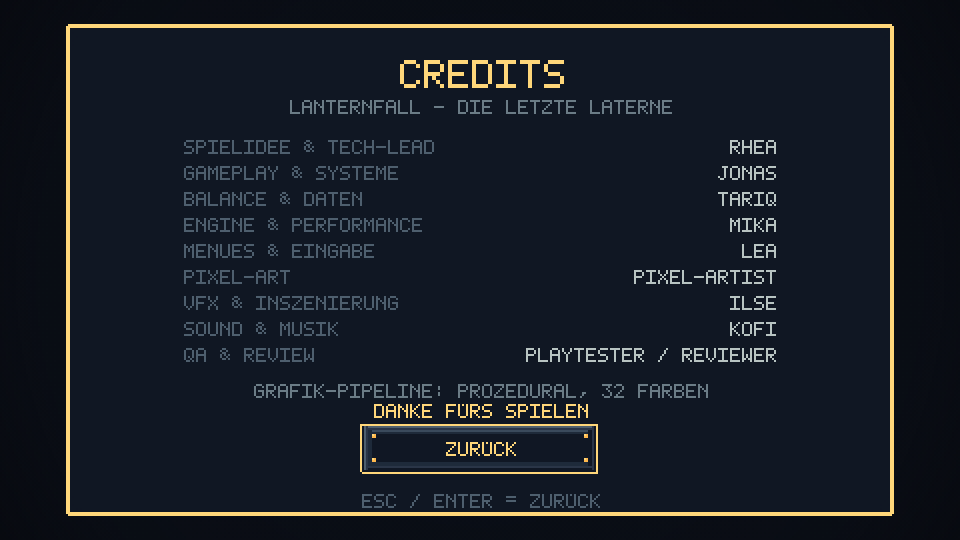 CREDITS
LANTERNFALL – DIE LETZTE LATERNE
SPIELIDEE & TECH-LEAD RHEA
GAMEPLAY & SYSTEME JONAS
BALANCE & DATEN TARIQ
ENGINE & PERFORMANCE MIKA
MENUES & EINGABE LEA
PIXEL-ART PIXEL-ARTIST
VFX & INSZENIERUNG ILSE
SOUND & MUSIK KOFI
QA & REVIEW PLAYTESTER / REVIEWER
GRAFIK-PIPELINE: PROZEDURAL, 32 FARBEN
DANKE FÜRS SPIELEN
ZURÜCK
ESC / ENTER = ZURÜCK